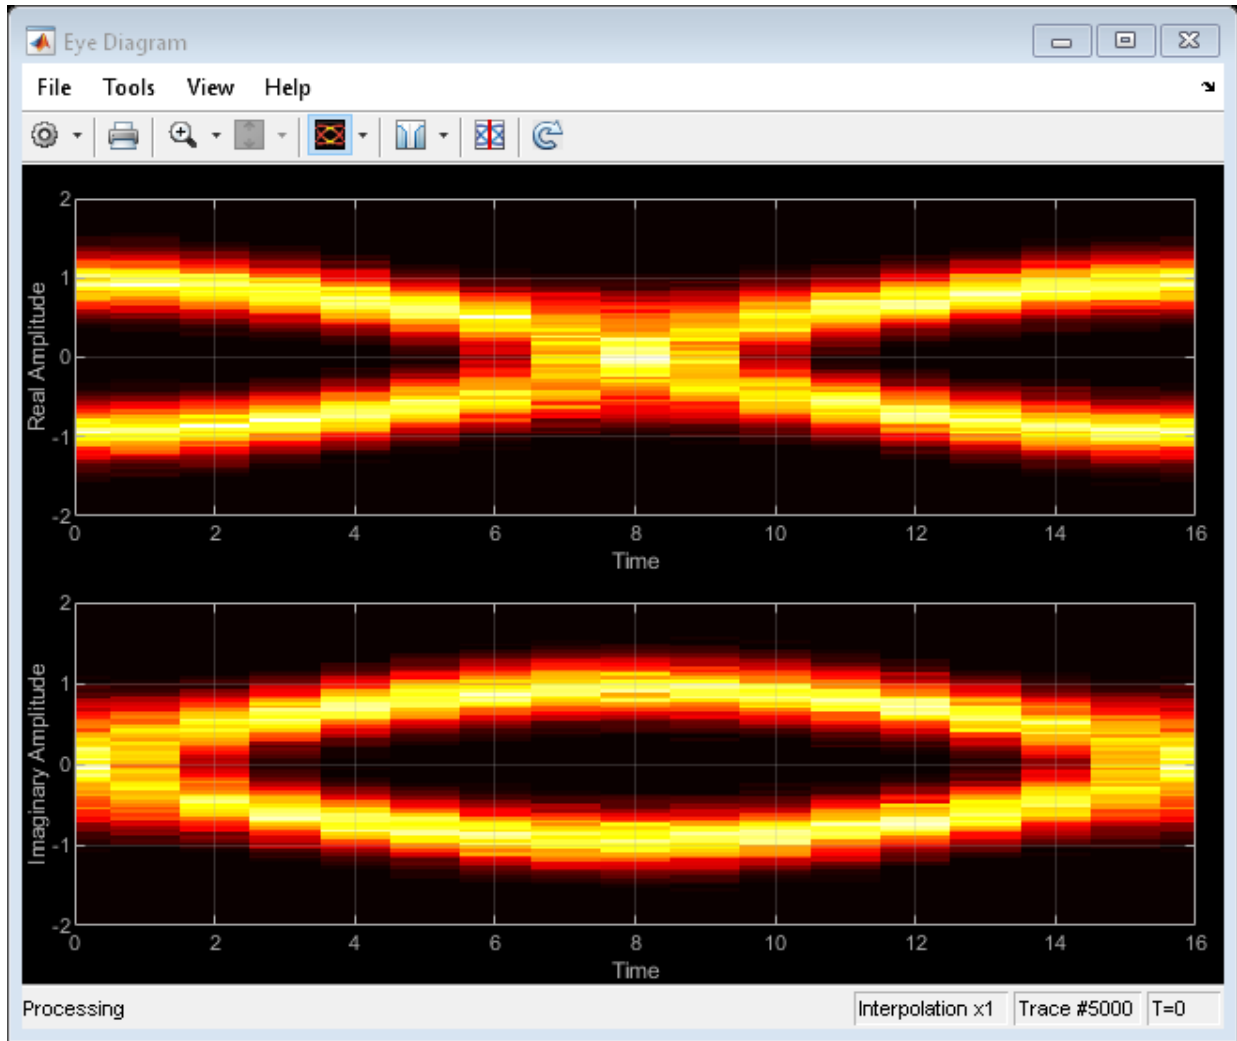 Eye Diagram
File Tools View Help
2
1
0
-1
-2
Real Amplitude
0 2 4 6 8 10 12 14 16
Time
2
1
0
-1
-2
Imaginary Amplitude
0 2 4 6 8 10 12 14 16
Time
Processing Interpolation x1 Trace #5000 T=0